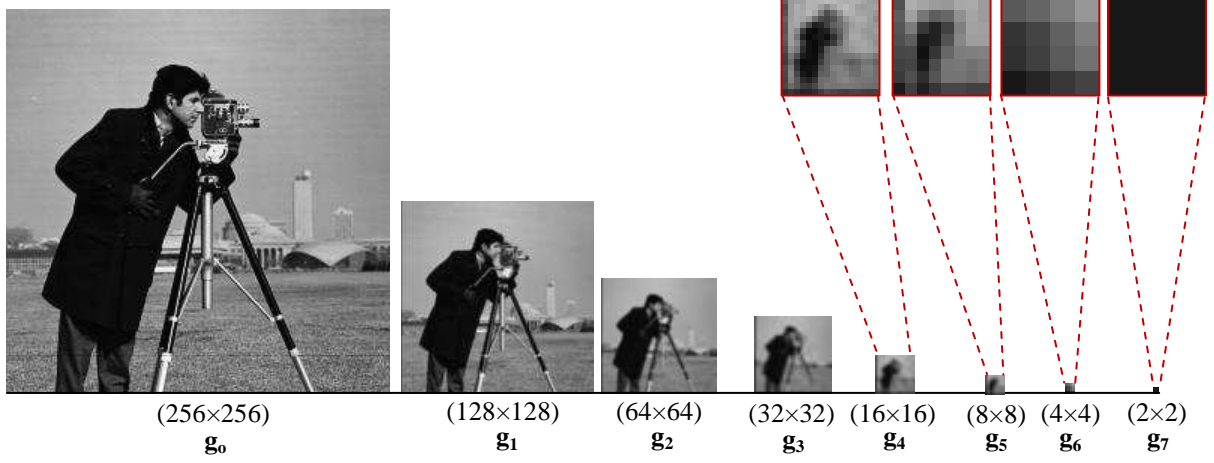 (256×256) (128×128) (64×64) (32×32) (16×16) (8×8) (4×4) (2×2)
g₀ g₁ g₂ g₃ g₄ g₅ g₆ g₇